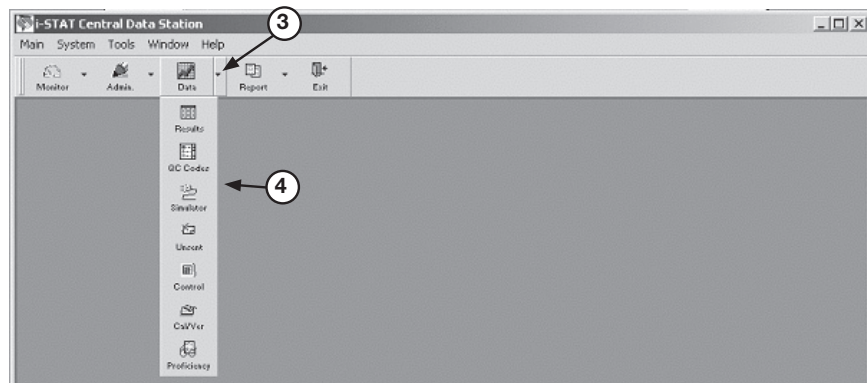 i-STAT Central Data Station
3
Main System Tools Window Help
Monitor Admin. Data Report Exit
Results
QC Codes
4
Simulator
Unsent
Control
Cal/Ver
Proficiency